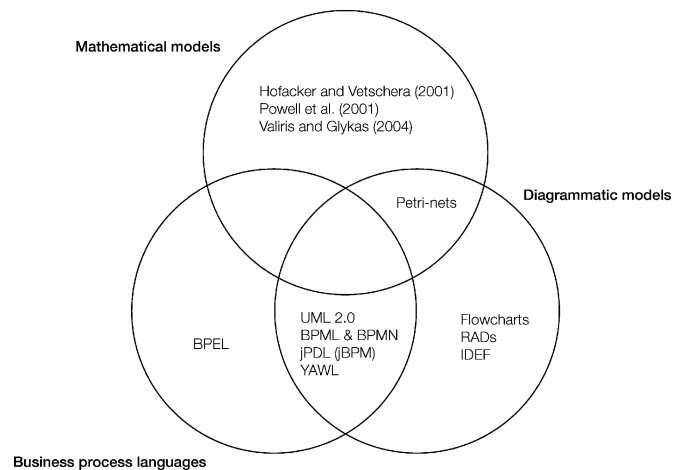 Mathematical models
Hofacker and Vetschera (2001)
Powell et al. (2001)
Valiris and Glykas (2004)
Diagrammatic models
Petri-nets
UML 2.0
BPML & BPMN
jPDL (jBPM)
YAWL
Flowcharts
RADs
IDEF
BPEL
Business process languages